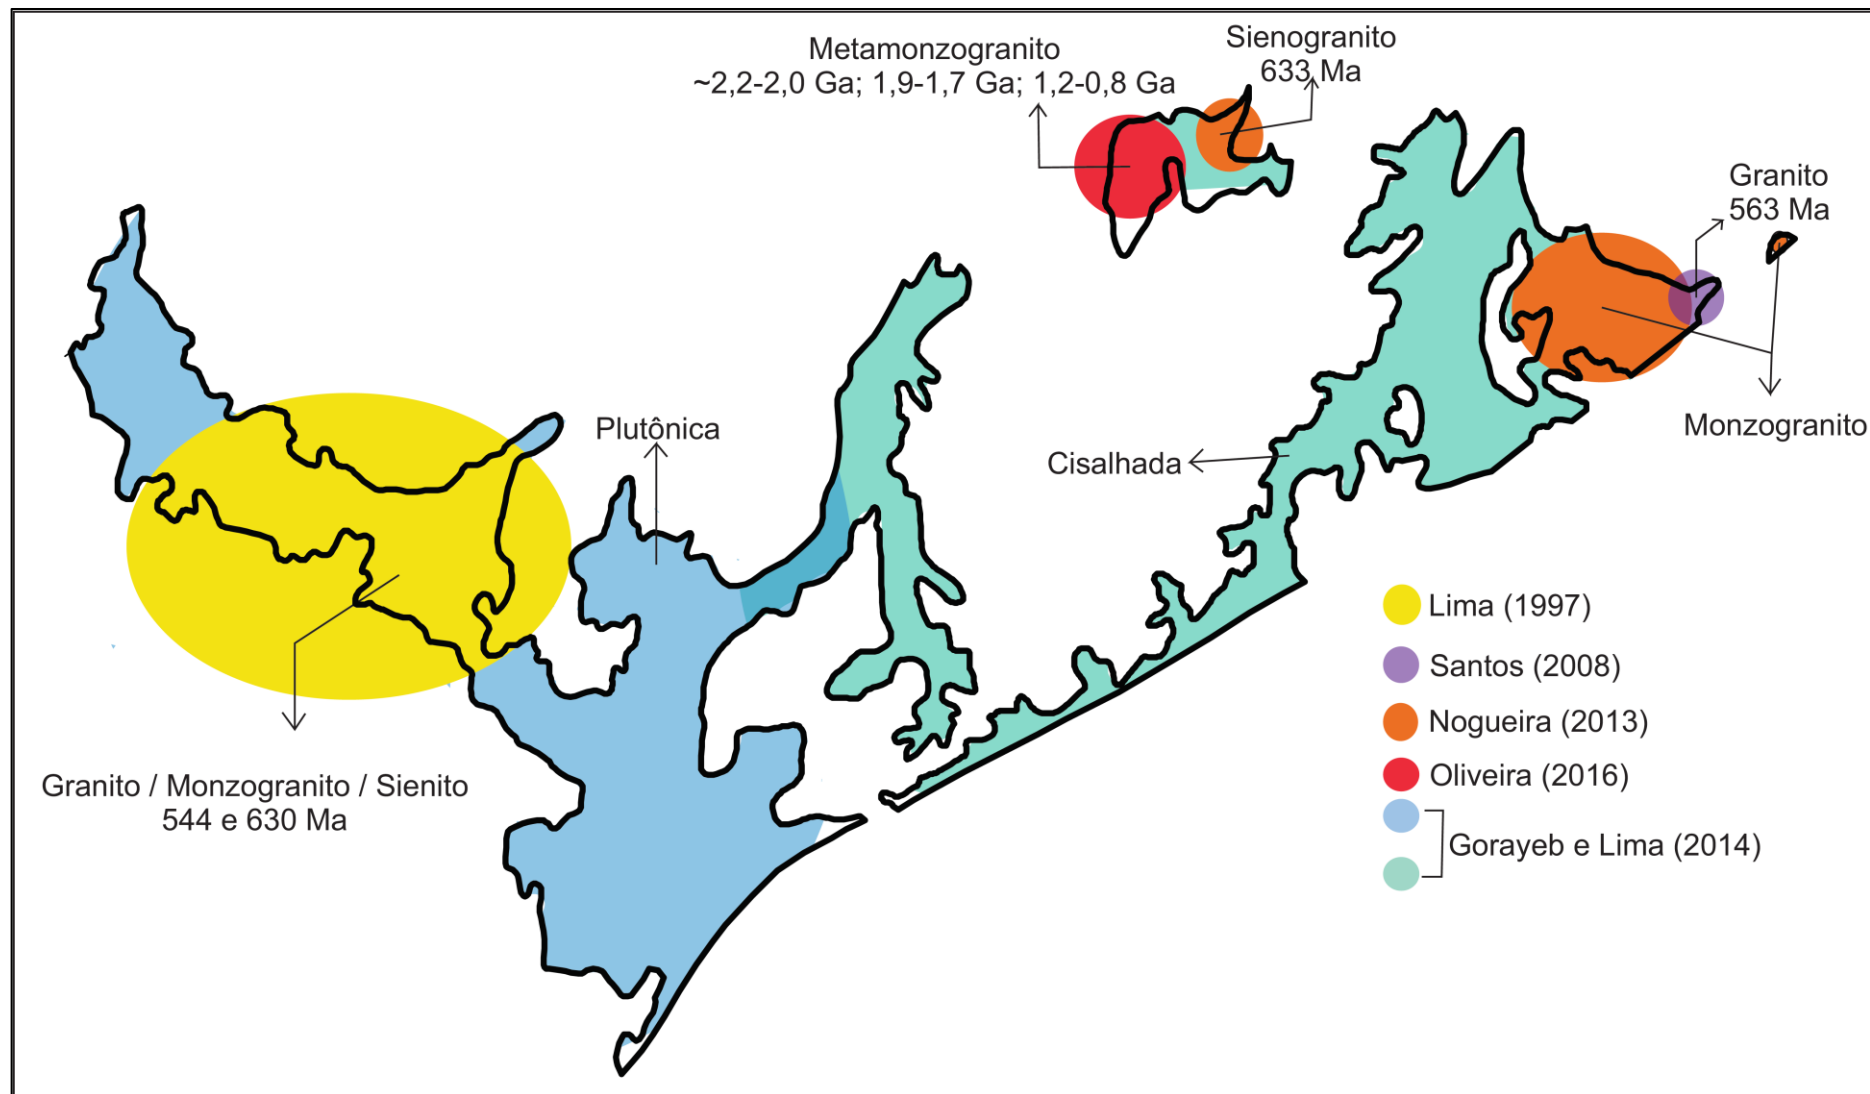 Metamonzogranito
~2,2-2,0 Ga; 1,9-1,7 Ga; 1,2-0,8 Ga
Sienogranito
633 Ma
Granito
563 Ma
Monzogranito
Plutônica
Cisalhada
Granito / Monzogranito / Sienito
544 e 630 Ma
Lima (1997)
Santos (2008)
Nogueira (2013)
Oliveira (2016)
Gorayeb e Lima (2014)